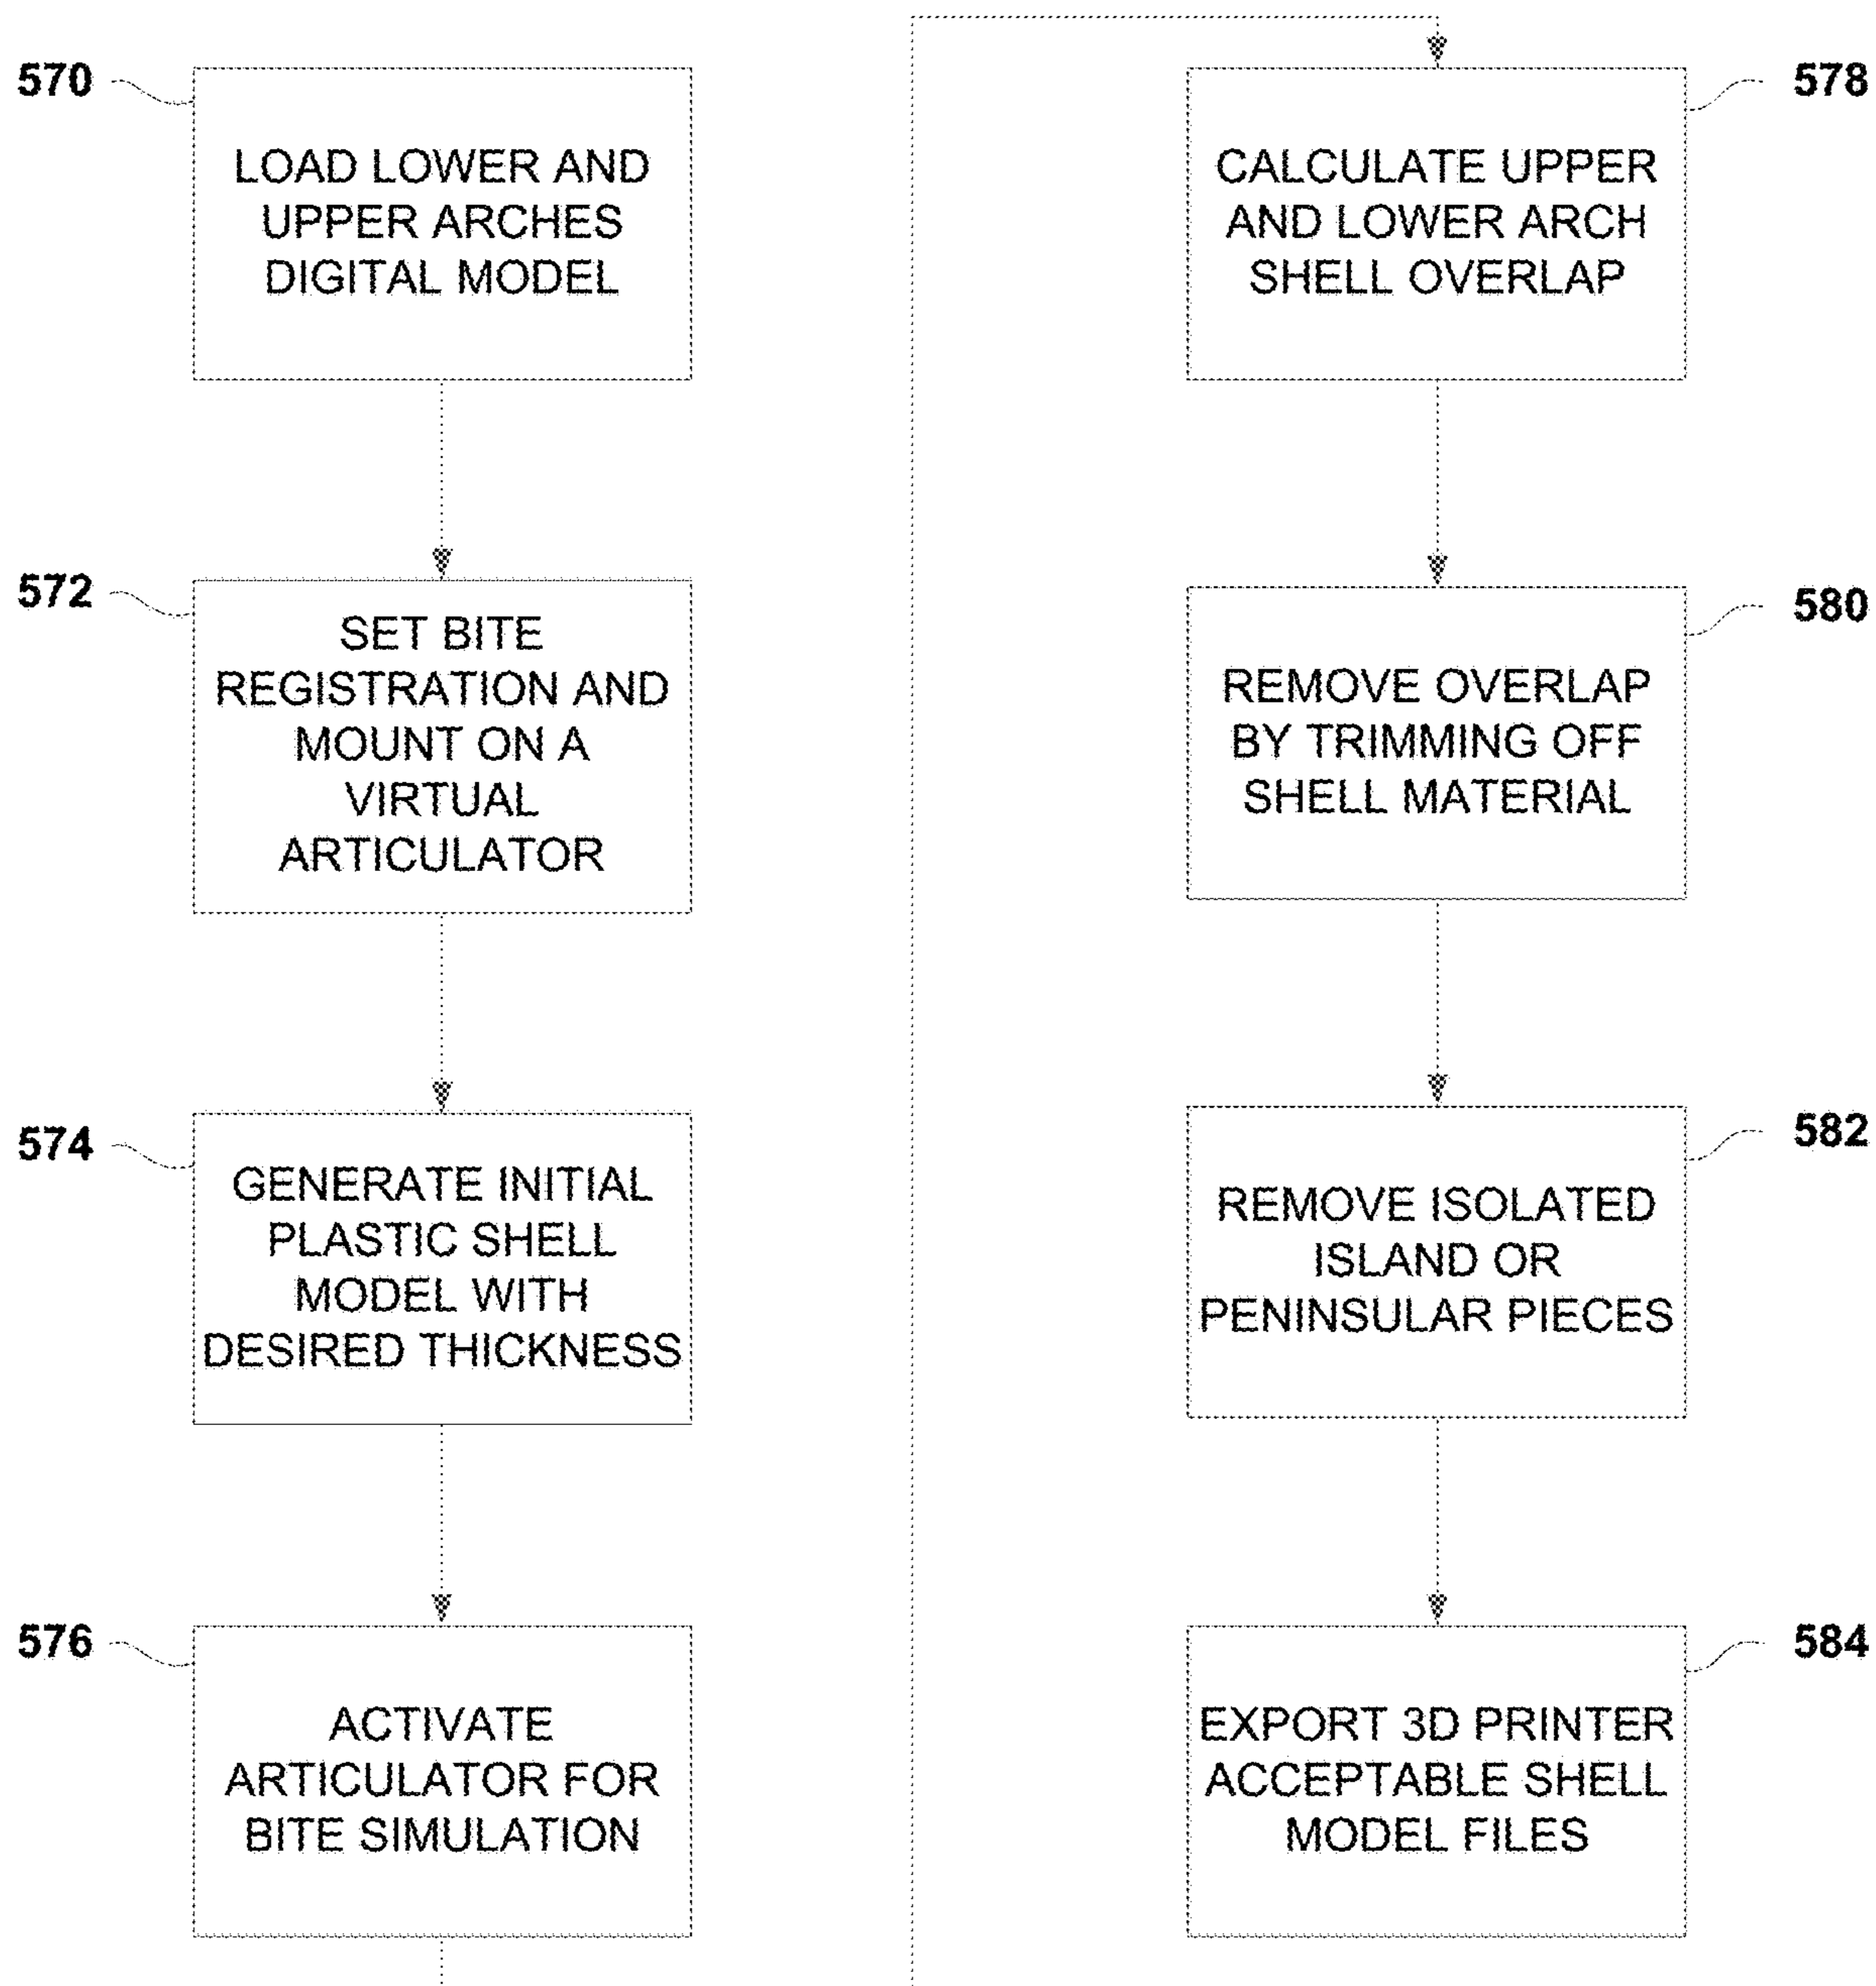 570
LOAD LOWER AND
UPPER ARCHES
DIGITAL MODEL
572
SET BITE
REGISTRATION AND
MOUNT ON A
VIRTUAL
ARTICULATOR
574
GENERATE INITIAL
PLASTIC SHELL
MODEL WITH
DESIRED THICKNESS
576
ACTIVATE
ARTICULATOR FOR
BITE SIMULATION
578
CALCULATE UPPER
AND LOWER ARCH
SHELL OVERLAP
580
REMOVE OVERLAP
BY TRIMMING OFF
SHELL MATERIAL
582
REMOVE ISOLATED
ISLAND OR
PENINSULAR PIECES
584
EXPORT 3D PRINTER
ACCEPTABLE SHELL
MODEL FILES